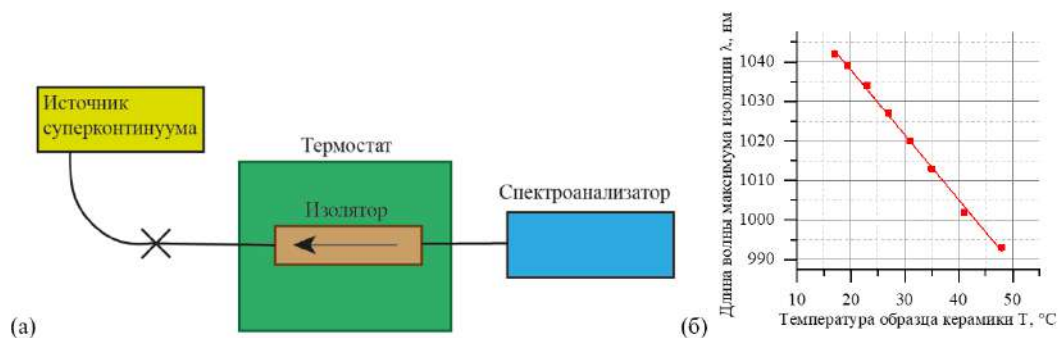 Источник
суперконтинуума
Термостат
Изолятор
Спектроанализатор
(а)
(б)
Длина волны максимума изоляции λ, нм
1040
1030
1020
1010
1000
990
10 20 30 40 50
Температура образца керамики T, °C